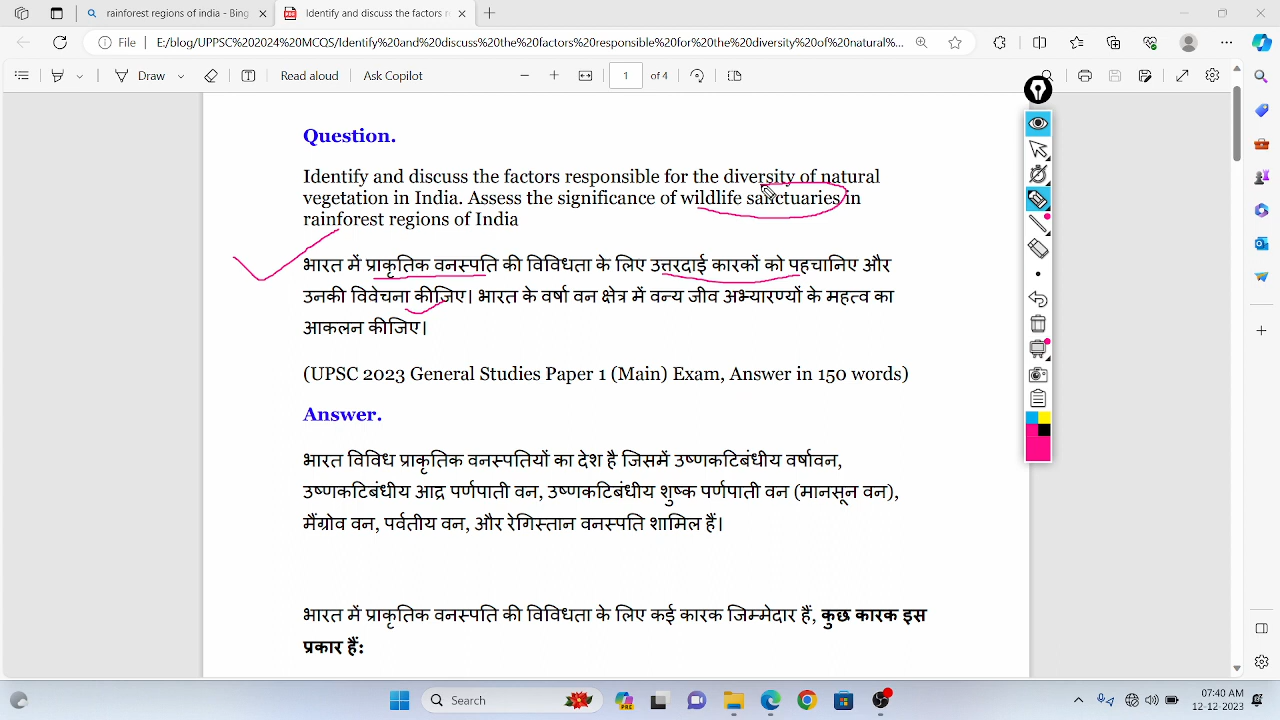 rainforest regions of india - Bing
Identify and discuss the factors r
File
E:/blog/UPPSC%202024%20MCQS/Identify%20and%20discuss%20the%20factors%20responsible%20for%20the%20diversity%20of%20natural%...
Draw
Read aloud
Ask Copilot
1 of 4
Question.
Identify and discuss the factors responsible for the diversity of natural
vegetation in India. Assess the significance of wildlife sanctuaries in
rainforest regions of India
भारत में प्राकृतिक वनस्पति की विविधता के लिए उत्तरदाई कारकों को पहचानिए और
उनकी विवेचना कीजिए। भारत के वर्षा वन क्षेत्र में वन्य जीव अभ्यारण्यों के महत्व का
आकलन कीजिए।
(UPSC 2023 General Studies Paper 1 (Main) Exam, Answer in 150 words)
Answer.
भारत विविध प्राकृतिक वनस्पतियों का देश है जिसमें उष्णकटिबंधीय वर्षावन,
उष्णकटिबंधीय आद्र पर्णपाती वन, उष्णकटिबंधीय शुष्क पर्णपाती वन (मानसून वन),
मैंग्रोव वन, पर्वतीय वन, और रेगिस्तान वनस्पति शामिल हैं।
भारत में प्राकृतिक वनस्पति की विविधता के लिए कई कारक जिम्मेदार हैं, कुछ कारक इस
प्रकार हैं:
Search
07:40 AM
12-12-2023